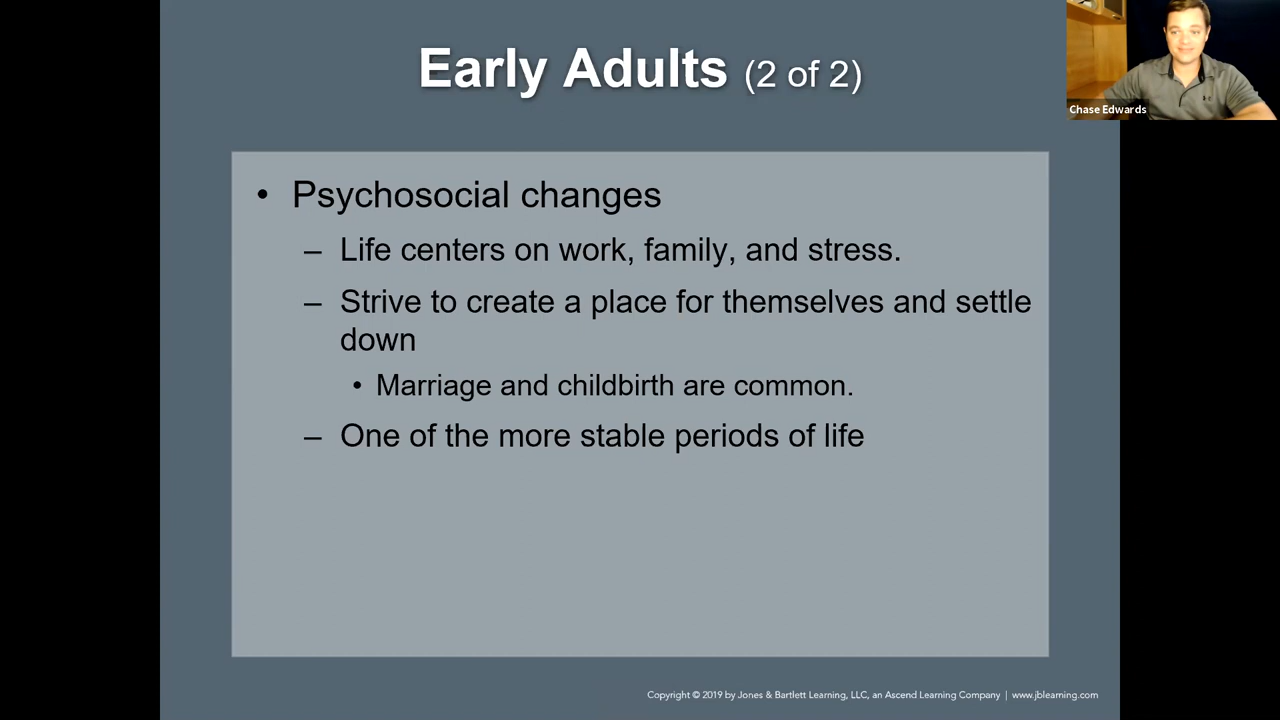 Early Adults (2 of 2)
Chase Edwards
• Psychosocial changes
– Life centers on work, family, and stress.
– Strive to create a place for themselves and settle
down
• Marriage and childbirth are common.
– One of the more stable periods of life
Copyright © 2019 by Jones & Bartlett Learning, LLC, an Ascend Learning Company | www.jblearning.com